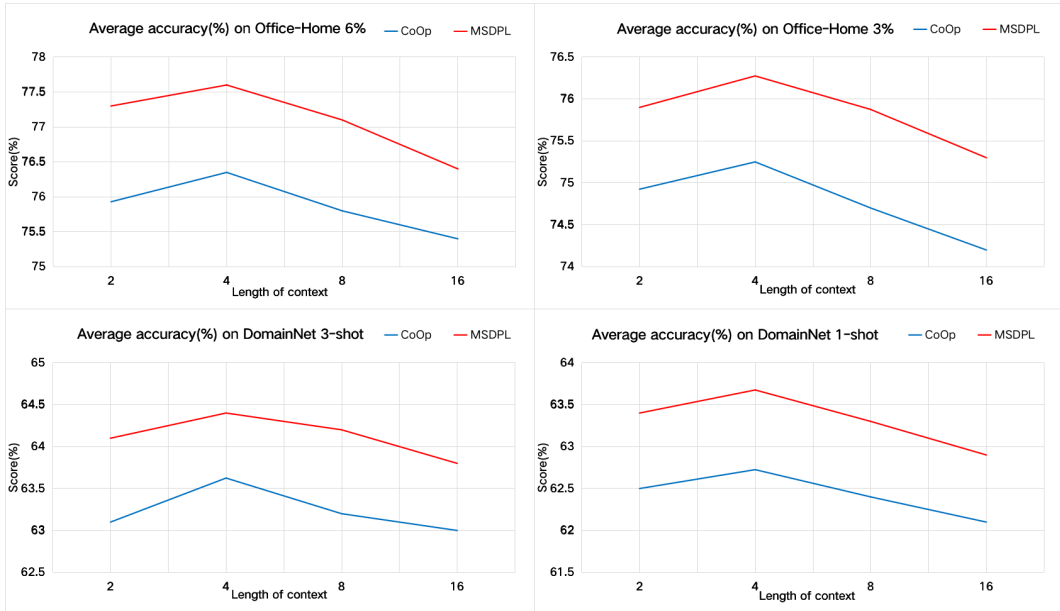 Average accuracy(%) on Office-Home 6% CoOp MSDPL
78
77.5
77
76.5
76
75.5
75
Score(%)
2 4 8 16
Length of context
Average accuracy(%) on Office-Home 3% CoOp MSDPL
76.5
76
75.5
75
74.5
74
Score(%)
2 4 8 16
Length of context
Average accuracy(%) on DomainNet 3-shot CoOp MSDPL
65
64.5
64
63.5
63
62.5
Score(%)
2 4 8 16
Length of context
Average accuracy(%) on DomainNet 1-shot CoOp MSDPL
64
63.5
63
62.5
62
61.5
Score(%)
2 4 8 16
Length of context